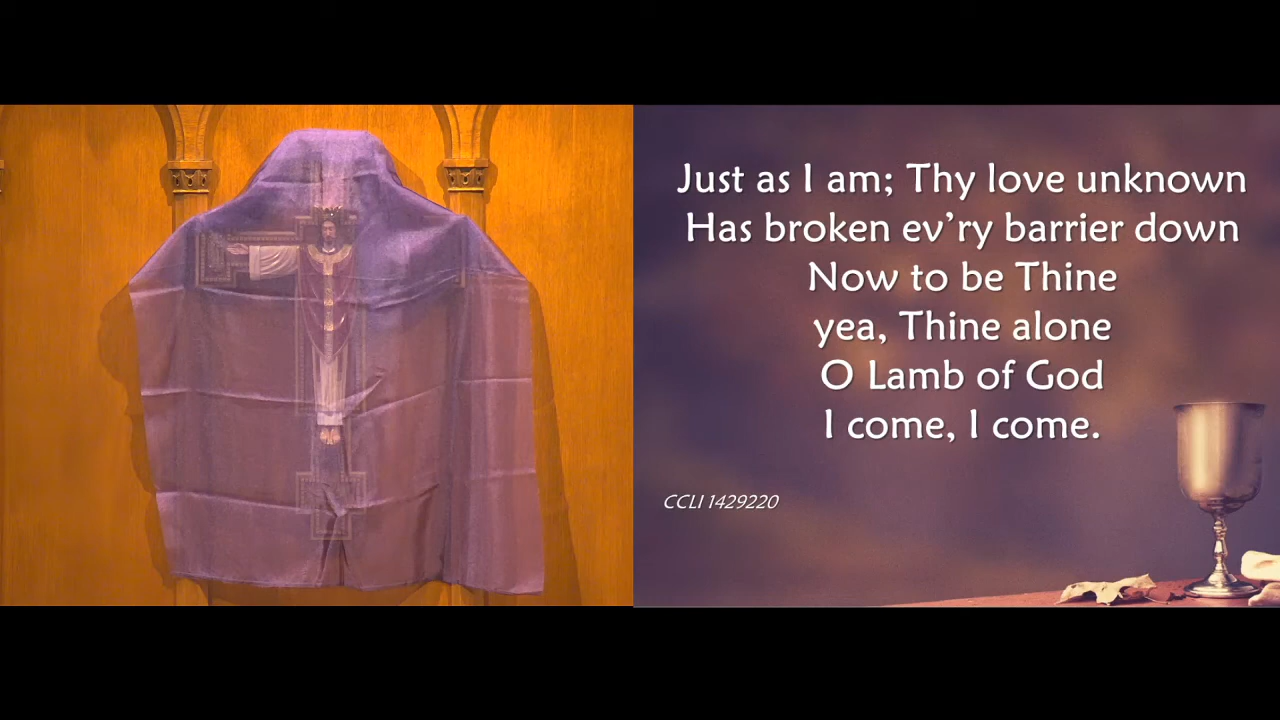 Just as I am; Thy love unknown
Has broken ev’ry barrier down
Now to be Thine
yea, Thine alone
O Lamb of God
I come, I come.
CCLI 1429220